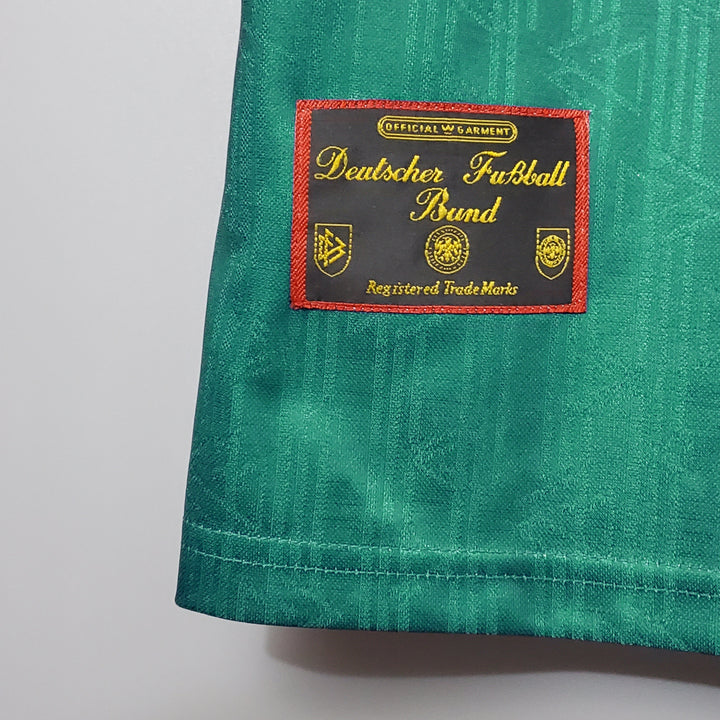 OFFICIAL GARMENT
Deutscher Fußball
Bund
Registered Trade Marks